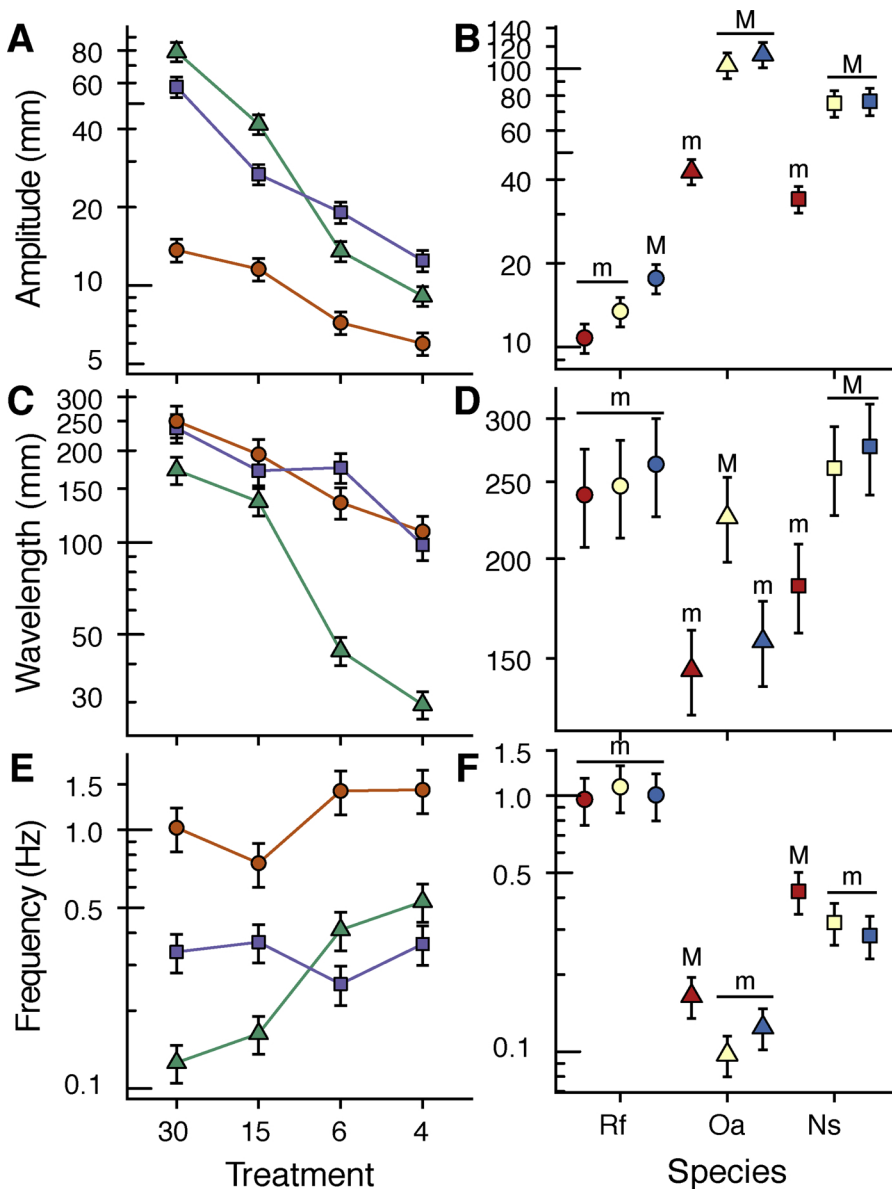 A
Amplitude (mm)
80
60
40
20
10
5
B
140
120
100
80
60
40
20
10
m
M
m
M
m
M
C
Wavelength (mm)
300
250
200
150
100
50
30
D
300
250
200
150
m
m
M
m
m
M
E
Frequency (Hz)
1.5
1.0
0.5
0.1
30
15
6
4
Treatment
F
1.5
1.0
0.5
0.1
m
M
m
M
m
Rf
Oa
Ns
Species